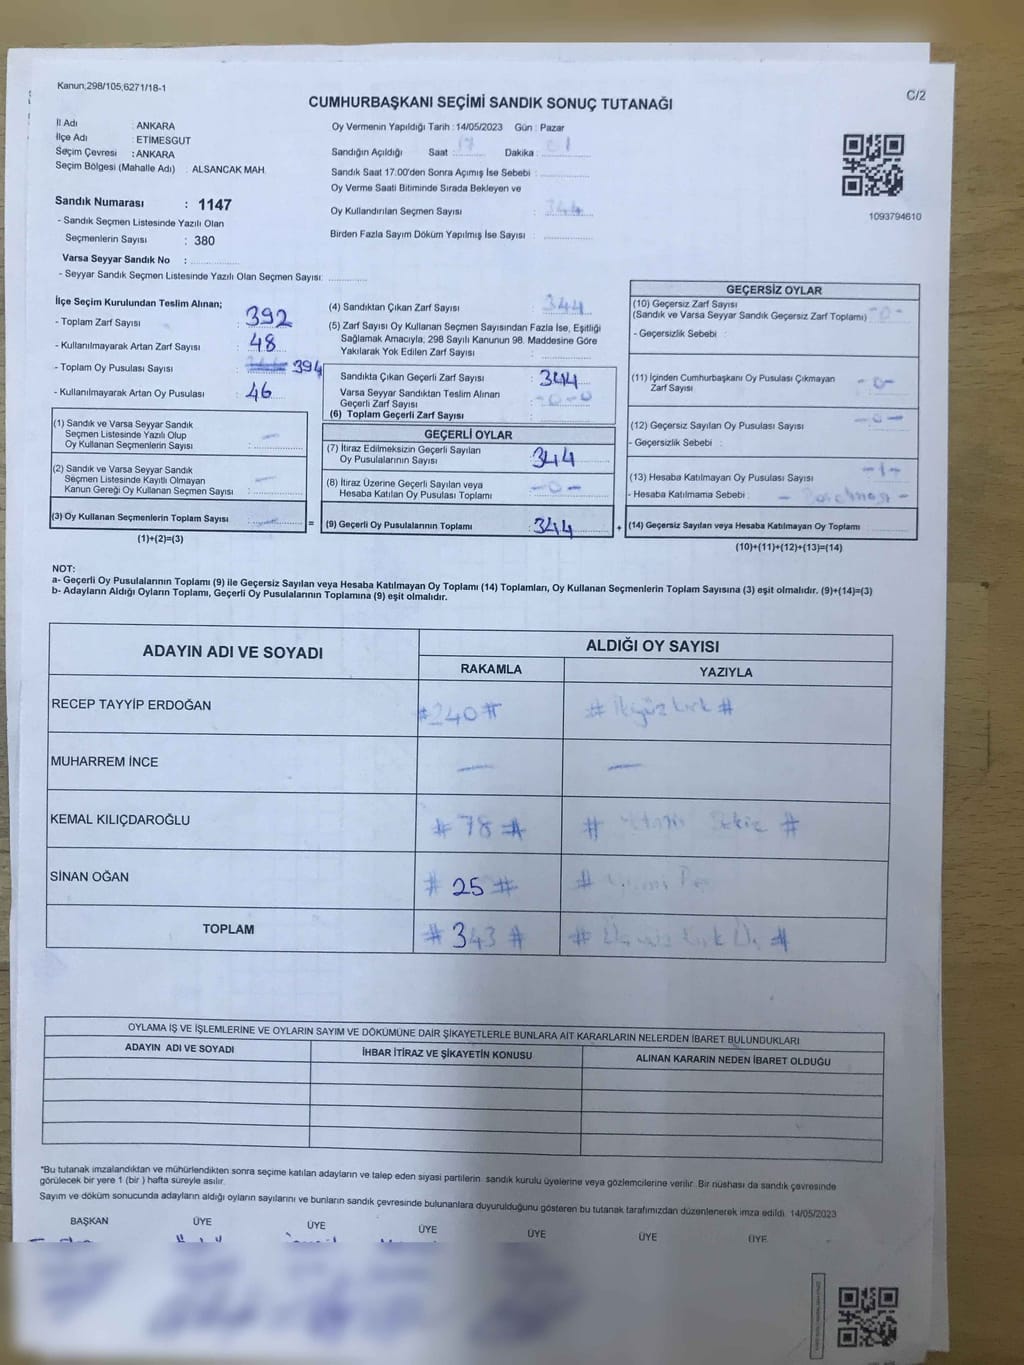 Kanun;298/105,6271/18-1
C/2
CUMHURBAŞKANI SEÇİMİ SANDIK SONUÇ TUTANAĞI
İl Adı : ANKARA
İlçe Adı : ETİMESGUT
Seçim Çevresi : ANKARA
Seçim Bölgesi (Mahalle Adı) : ALSANCAK MAH.
Sandık Numarası : 1147
- Sandık Seçmen Listesinde Yazılı Olan
Seçmenlerin Sayısı : 380
Varsa Seyyar Sandık No :
- Seyyar Sandık Seçmen Listesinde Yazılı Olan Seçmen Sayısı:
Oy Vermenin Yapıldığı Tarih : 14/05/2023 Gün : Pazar
Sandığın Açıldığı Saat : 17 Dakika :
Sandık Saat 17.00'den Sonra Açımış İse Sebebi :
Oy Verme Saati Bitiminde Sırada Bekleyen ve
Oy Kullandırılan Seçmen Sayısı : 344
Birden Fazla Sayım Döküm Yapılmış İse Sayısı :
1093794610
İlçe Seçim Kurulundan Teslim Alınan;
- Toplam Zarf Sayısı : 392
- Kullanılmayarak Artan Zarf Sayısı : 48
- Toplam Oy Pusulası Sayısı : 394
- Kullanılmayarak Artan Oy Pusulası : 46
(1) Sandık ve Varsa Seyyar Sandık
Seçmen Listesinde Yazılı Olup
Oy Kullanan Seçmenlerin Sayısı : —
(2) Sandık ve Varsa Seyyar Sandık
Seçmen Listesinde Kayıtlı Olmayan
Kanun Gereği Oy Kullanan Seçmen Sayısı : —
(3) Oy Kullanan Seçmenlerin Toplam Sayısı : —
(1)+(2)=(3)
=
(4) Sandıktan Çıkan Zarf Sayısı : 344
(5) Zarf Sayısı Oy Kullanan Seçmen Sayısından Fazla İse, Eşitliği
Sağlamak Amacıyla, 298 Sayılı Kanunun 98. Maddesine Göre
Yakılarak Yok Edilen Zarf Sayısı :
Sandıkta Çıkan Geçerli Zarf Sayısı : 344
Varsa Seyyar Sandıktan Teslim Alınan
Geçerli Zarf Sayısı : -0-0
(6) Toplam Geçerli Zarf Sayısı :
GEÇERLİ OYLAR
(7) İtiraz Edilmeksizin Geçerli Sayılan
Oy Pusulalarının Sayısı : 344
(8) İtiraz Üzerine Geçerli Sayılan veya
Hesaba Katılan Oy Pusulası Toplamı : -0-
(9) Geçerli Oy Pusulalarının Toplamı : 344
+
GEÇERSİZ OYLAR
(10) Geçersiz Zarf Sayısı
(Sandık ve Varsa Seyyar Sandık Geçersiz Zarf Toplamı) : -0-
- Geçersizlik Sebebi :
(11) İçinden Cumhurbaşkanı Oy Pusulası Çıkmayan
Zarf Sayısı : -0-
(12) Geçersiz Sayılan Oy Pusulası Sayısı : -0-
- Geçersizlik Sebebi :
(13) Hesaba Katılmayan Oy Pusulası Sayısı : -1-
- Hesaba Katılmama Sebebi :
(14) Geçersiz Sayılan veya Hesaba Katılmayan Oy Toplamı
(10)+(11)+(12)+(13)=(14)
NOT:
a- Geçerli Oy Pusulalarının Toplamı (9) ile Geçersiz Sayılan veya Hesaba Katılmayan Oy Toplamı (14) Toplamları, Oy Kullanan Seçmenlerin Toplam Sayısına (3) eşit olmalıdır. (9)+(14)=(3)
b- Adayların Aldığı Oyların Toplamı, Geçerli Oy Pusulalarının Toplamına (9) eşit olmalıdır.
ADAYIN ADI VE SOYADI
ALDIĞI OY SAYISI
RAKAMLA YAZIYLA
RECEP TAYYİP ERDOĞAN #240# # İkiyüz kırk #
MUHARREM İNCE — —
KEMAL KILIÇDAROĞLU # 78 # # Yetmiş Sekiz #
SİNAN OĞAN # 25 # # Yirmi Beş
TOPLAM # 343 # # Üçyüz Kırk Üç #
OYLAMA İŞ VE İŞLEMLERİNE VE OYLARIN SAYIM VE DÖKÜMÜNE DAİR ŞİKAYETLERLE BUNLARA AİT KARARLARIN NELERDEN İBARET BULUNDUKLARI
ADAYIN ADI VE SOYADI İHBAR İTİRAZ VE ŞİKAYETİN KONUSU ALINAN KARARIN NEDEN İBARET OLDUĞU
*Bu tutanak imzalandıktan ve mühürlendikten sonra seçime katılan adayların ve talep eden siyasi partilerin sandık kurulu üyelerine veya gözlemcilerine verilir. Bir nüshası da sandık çevresinde
görülecek bir yere 1 (bir ) hafta süreyle asılır.
Sayım ve döküm sonucunda adayların aldığı oyların sayılarını ve bunların sandık çevresinde bulunanlara duyurulduğunu gösteren bu tutanak tarafımızdan düzenlenerek imza edildi. 14/05/2023
BAŞKAN ÜYE ÜYE ÜYE ÜYE ÜYE ÜYE